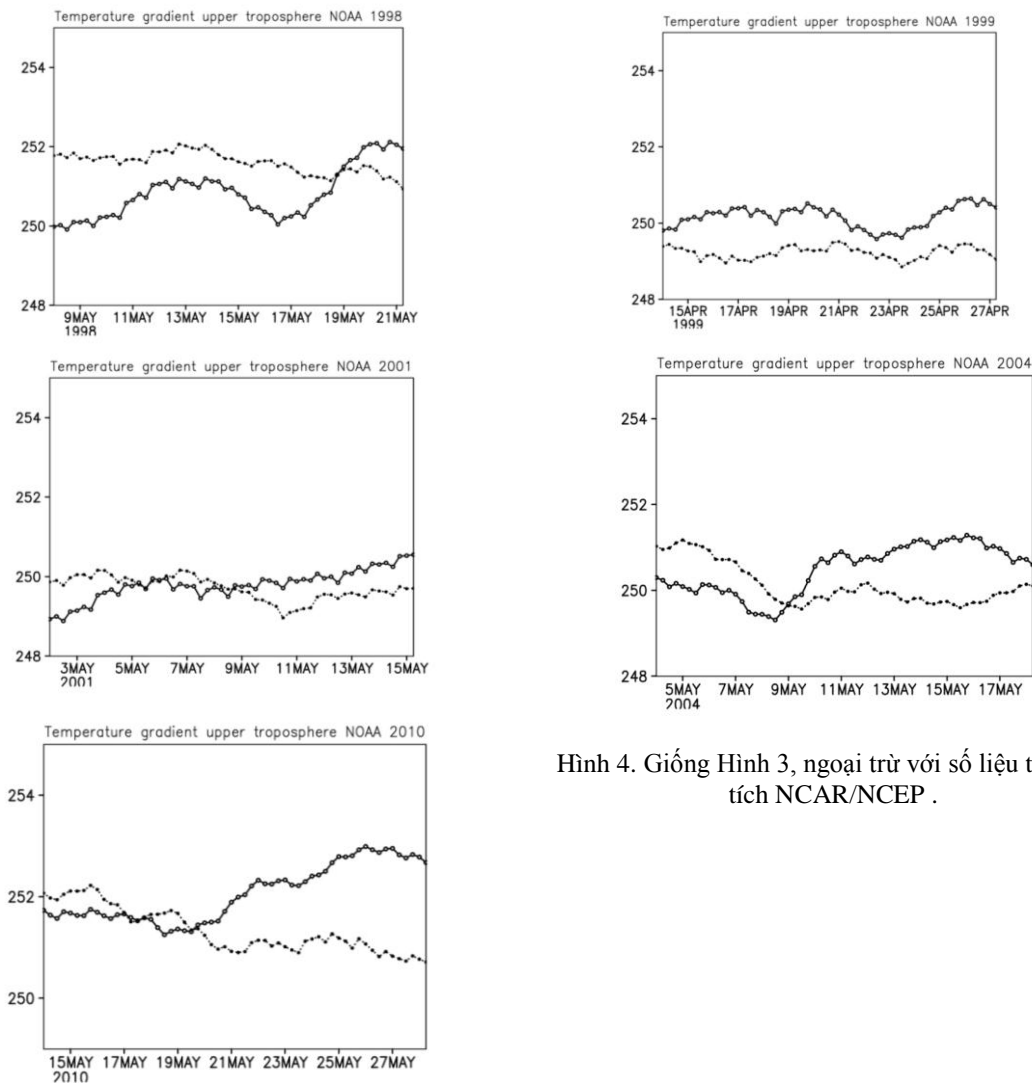 Temperature gradient upper troposphere NOAA 1998
254
252
250
248
9MAY 11MAY 13MAY 15MAY 17MAY 19MAY 21MAY
1998
Temperature gradient upper troposphere NOAA 1999
254
252
250
248
15APR 17APR 19APR 21APR 23APR 25APR 27APR
1999
Temperature gradient upper troposphere NOAA 2001
254
252
250
248
3MAY 5MAY 7MAY 9MAY 11MAY 13MAY 15MAY
2001
Temperature gradient upper troposphere NOAA 2004
254
252
250
248
5MAY 7MAY 9MAY 11MAY 13MAY 15MAY 17MAY
2004
Temperature gradient upper troposphere NOAA 2010
254
252
250
15MAY 17MAY 19MAY 21MAY 23MAY 25MAY 27MAY
2010
Hình 4. Giống Hình 3, ngoại trừ với số liệu t
tích NCAR/NCEP .